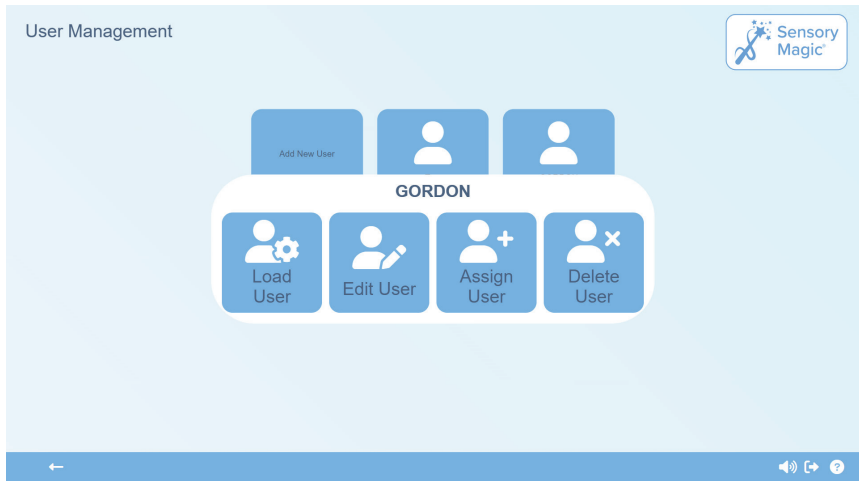 User Management
Sensory
Magic®
Add New User
GORDON
Load
User
Edit User
Assign
User
Delete
User